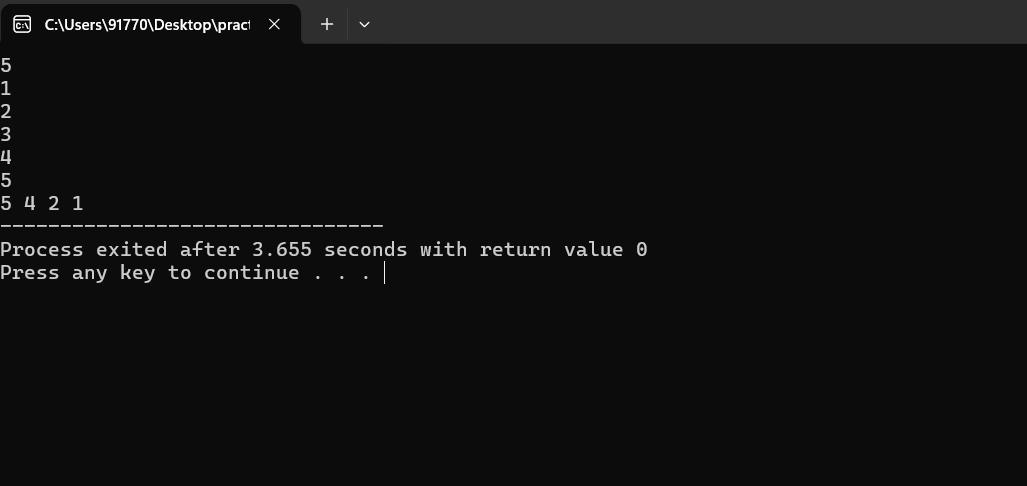 C:\Users\91770\Desktop\pract
5
1
2
3
4
5
5 4 2 1
--------------------------------
Process exited after 3.655 seconds with return value 0
Press any key to continue . . .